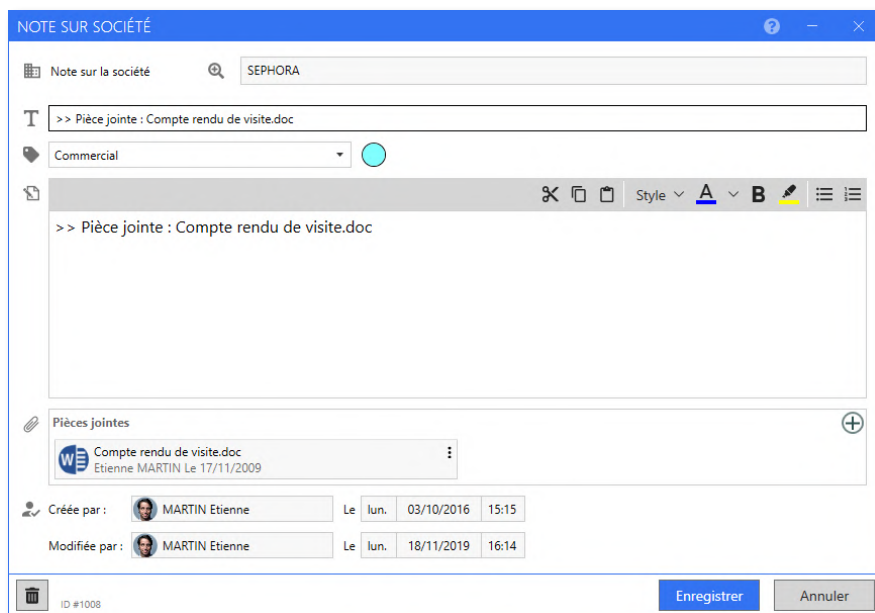 NOTE SUR SOCIÉTÉ
Note sur la société SEPHORA
>> Pièce jointe : Compte rendu de visite.doc
Commercial
Style A B
>> Pièce jointe : Compte rendu de visite.doc
Pièces jointes
Compte rendu de visite.doc
Etienne MARTIN Le 17/11/2009
Créée par : MARTIN Etienne Le lun. 03/10/2016 15:15
Modifiée par : MARTIN Etienne Le lun. 18/11/2019 16:14
ID #1008 Enregistrer Annuler